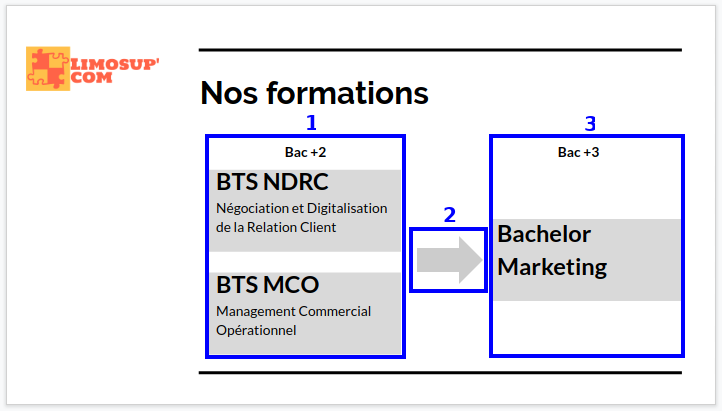 LIMOSUP'
COM
Nos formations
1
Bac +2
BTS NDRC
Négociation et Digitalisation
de la Relation Client
BTS MCO
Management Commercial
Opérationnel
2
3
Bac +3
Bachelor
Marketing